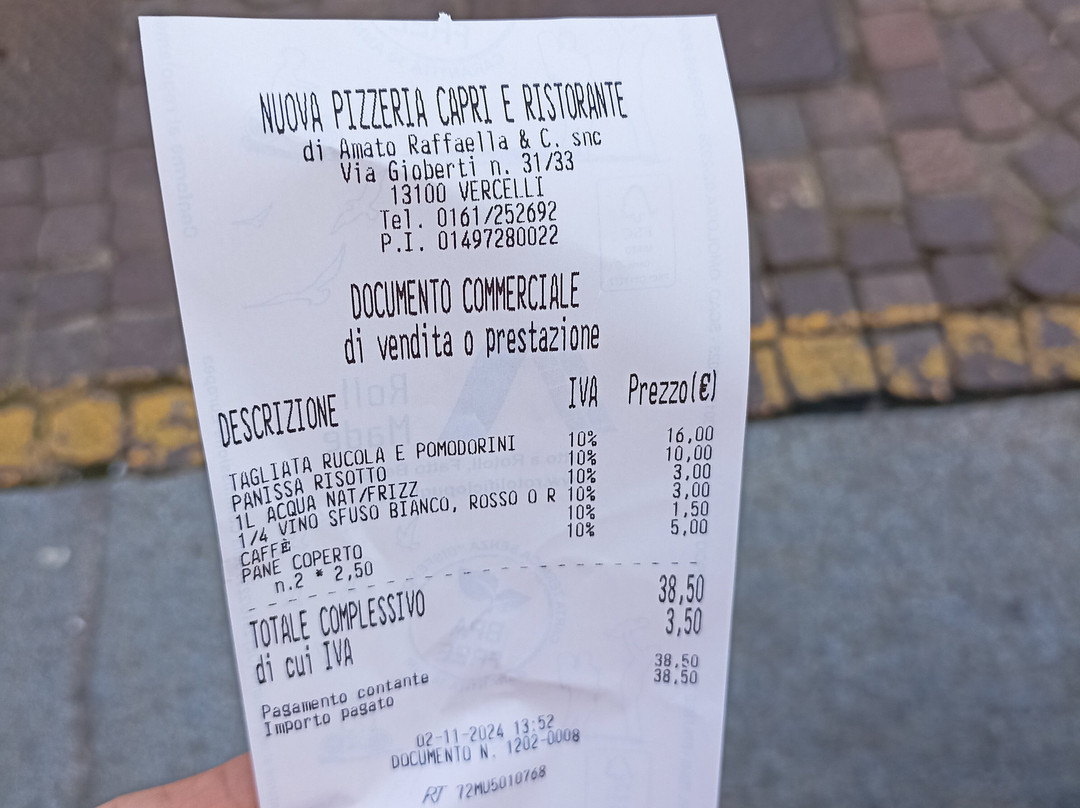 NUOVA PIZZERIA CAPRI E RISTORANTE
di Amato Raffaella & C. snc
Via Gioberti n. 31/33
13100 VERCELLI
Tel. 0161/252692
P.I. 01497280022
DOCUMENTO COMMERCIALE
di vendita o prestazione
DESCRIZIONE IVA Prezzo(€)
TAGLIATA RUCOLA E POMODORINI 10% 16,00
PANISSA RISOTTO 10% 10,00
1L ACQUA NAT/FRIZZ 10% 3,00
1/4 VINO SFUSO BIANCO, ROSSO O R 10% 3,00
CAFFÈ 10% 1,50
PANE COPERTO 10% 5,00
n.2 * 2,50
TOTALE COMPLESSIVO 38,50
di cui IVA 3,50
Pagamento contante 38,50
Importo pagato 38,50
02-11-2024 13:52
DOCUMENTO N. 1202-0008
RT 72MU5010768